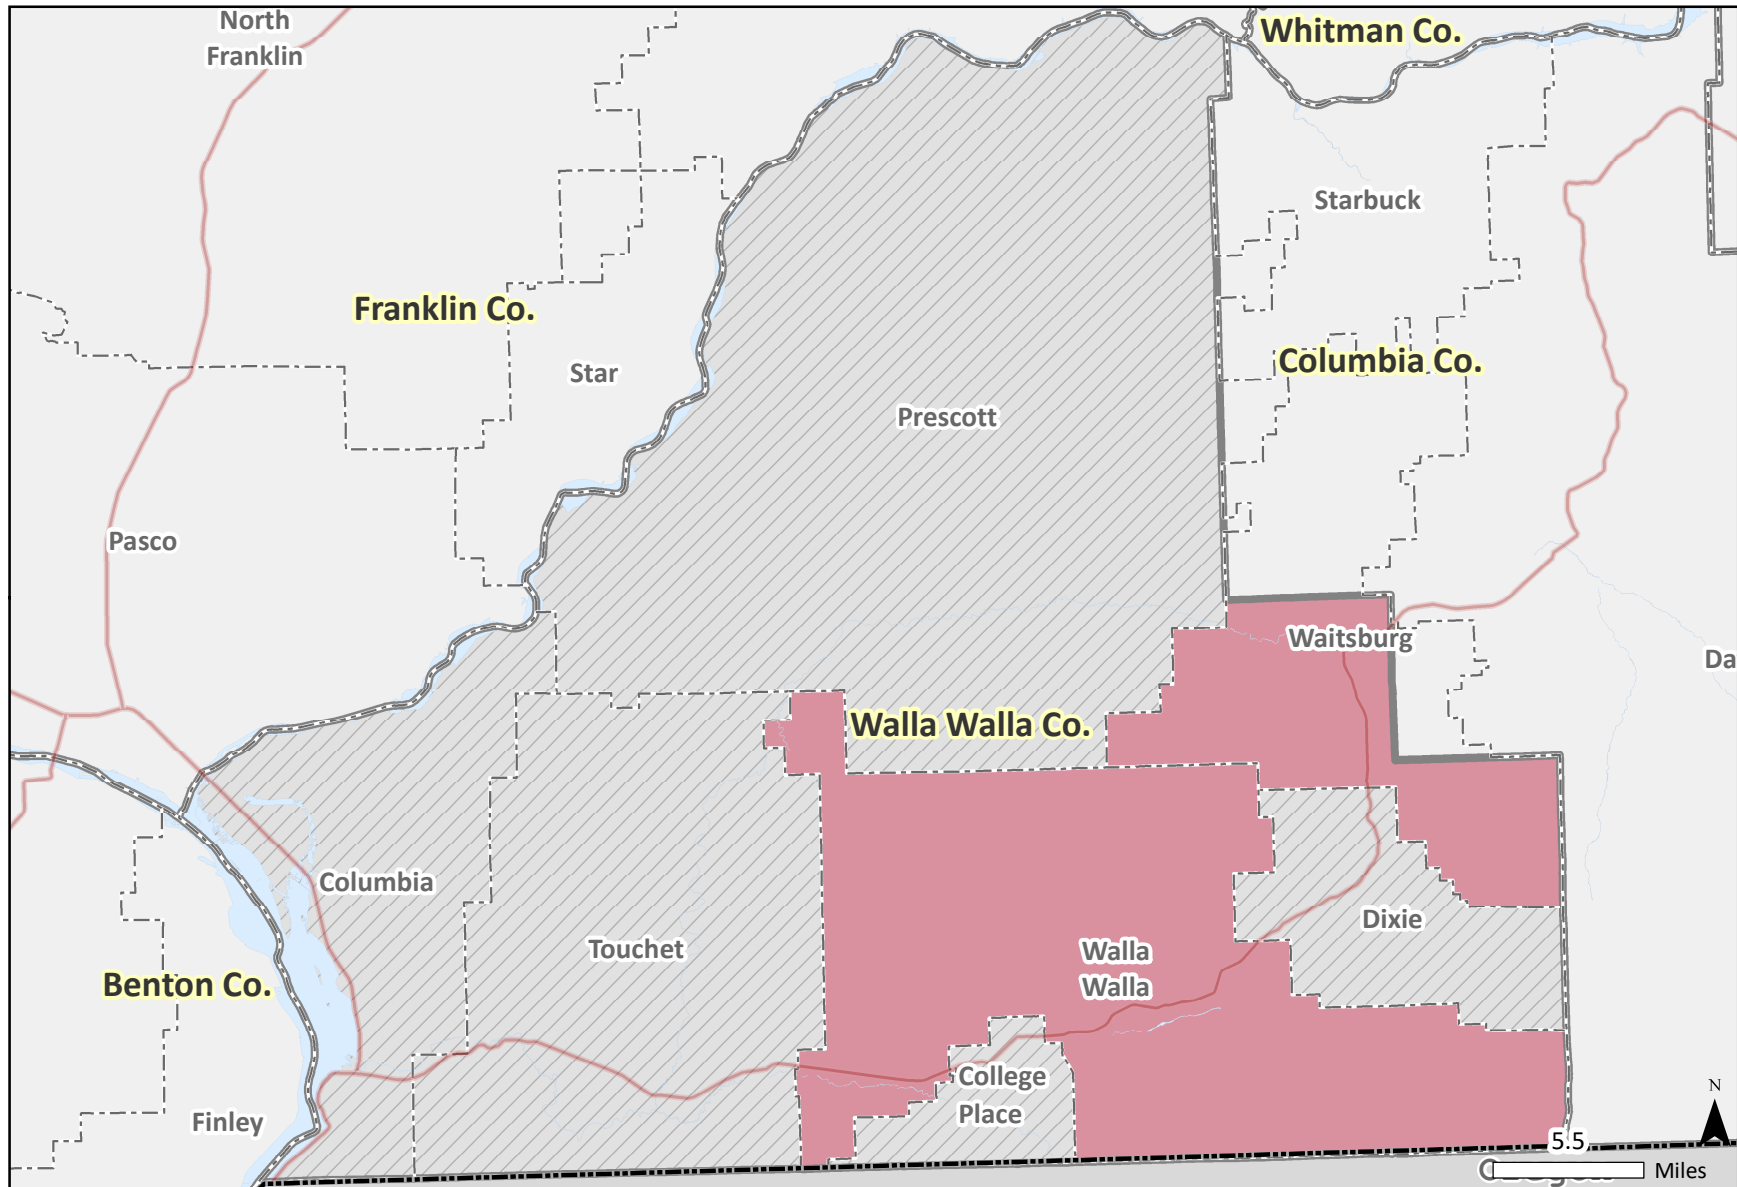 North
Franklin
Whitman Co.
Starbuck
Franklin Co.
Columbia Co.
Star
Prescott
Pasco
Waitsburg
Da
Walla Walla Co.
Columbia
Dixie
Touchet
Walla
Walla
Benton Co.
College
Place
Finley
N
5.5
Miles